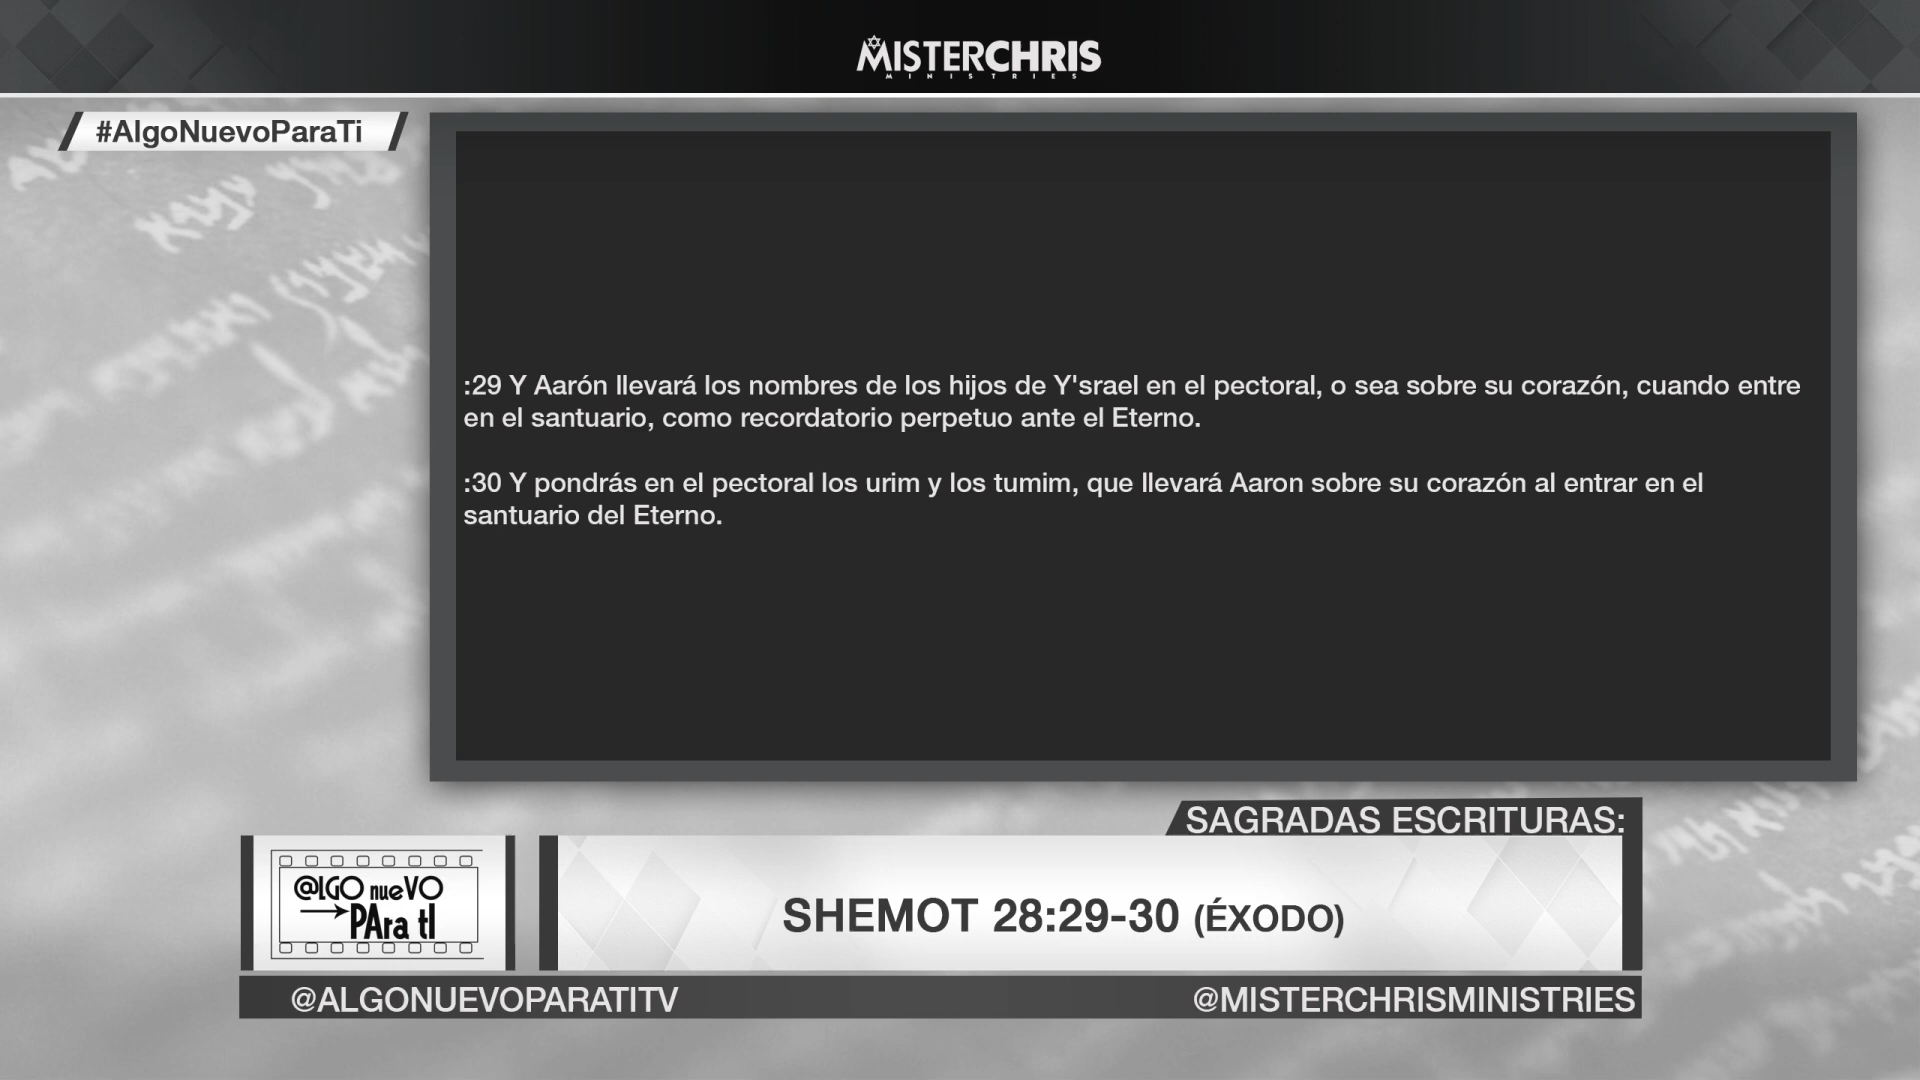 MISTERCHRIS
MINISTRIES
#AlgoNuevoParaTi
:29 Y Aarón llevará los nombres de los hijos de Y'srael en el pectoral, o sea sobre su corazón, cuando entre
en el santuario, como recordatorio perpetuo ante el Eterno.
:30 Y pondrás en el pectoral los urim y los tumim, que llevará Aaron sobre su corazón al entrar en el
santuario del Eterno.
SAGRADAS ESCRITURAS:
@LGO nueVO
PAra tI
SHEMOT 28:29-30 (ÉXODO)
@ALGONUEVOPARATITV
@MISTERCHRISMINISTRIES